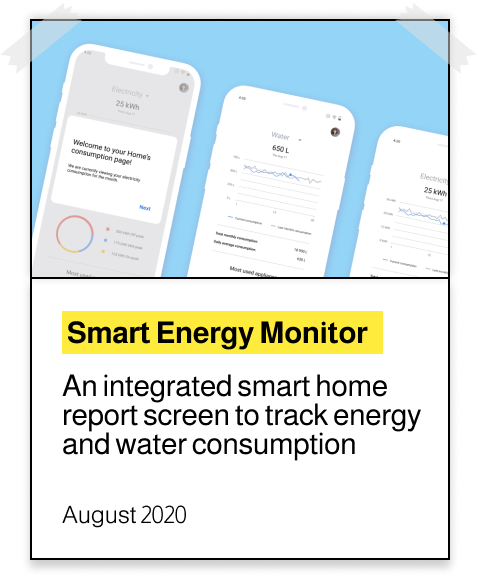 Electricity
25 kWh
Welcome to your Home's
consumption page!
We are currently viewing your electricity
consumption for the month.
Next
Water
650 L
Total monthly consumption
Daily average consumption
Most used applian
Electricity
25 kWh
Smart Energy Monitor
An integrated smart home
report screen to track energy
and water consumption
August 2020